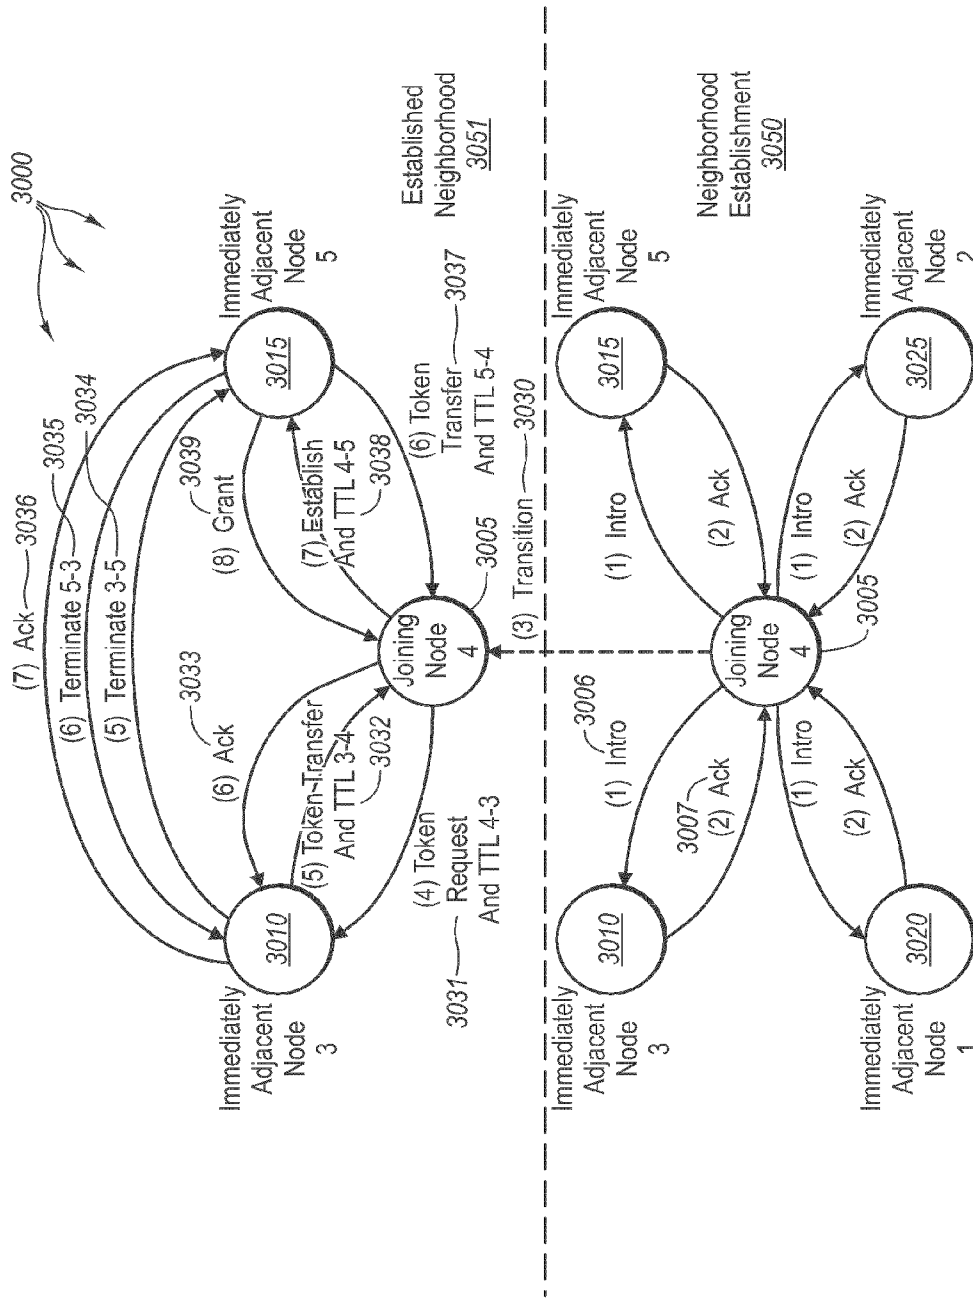 3000
(7) Ack
3036
(6) Terminate 5-3
3035
(5) Terminate 3-5
3034
Immediately
Adjacent
Node
3
3010
Immediately
Adjacent
Node
5
3015
(6) Ack
3033
(8) Grant
3039
(5) Token Transfer
And TTL 3-4
3032
(7) Establish
And TTL 4-5
3038
Joining
Node
4
3005
(4) Token
Request
And TTL 4-3
3031
(6) Token
Transfer
And TTL 5-4
3037
Established
Neighborhood
3051
(3) Transition
3030
Immediately
Adjacent
Node
3
3010
Immediately
Adjacent
Node
5
3015
(1) Intro
3006
(2) Ack
3007
(1) Intro
(2) Ack
Joining
Node
4
3005
(1) Intro
(2) Ack
(1) Intro
(2) Ack
Immediately
Adjacent
Node
1
3020
Immediately
Adjacent
Node
2
3025
Neighborhood
Establishment
3050